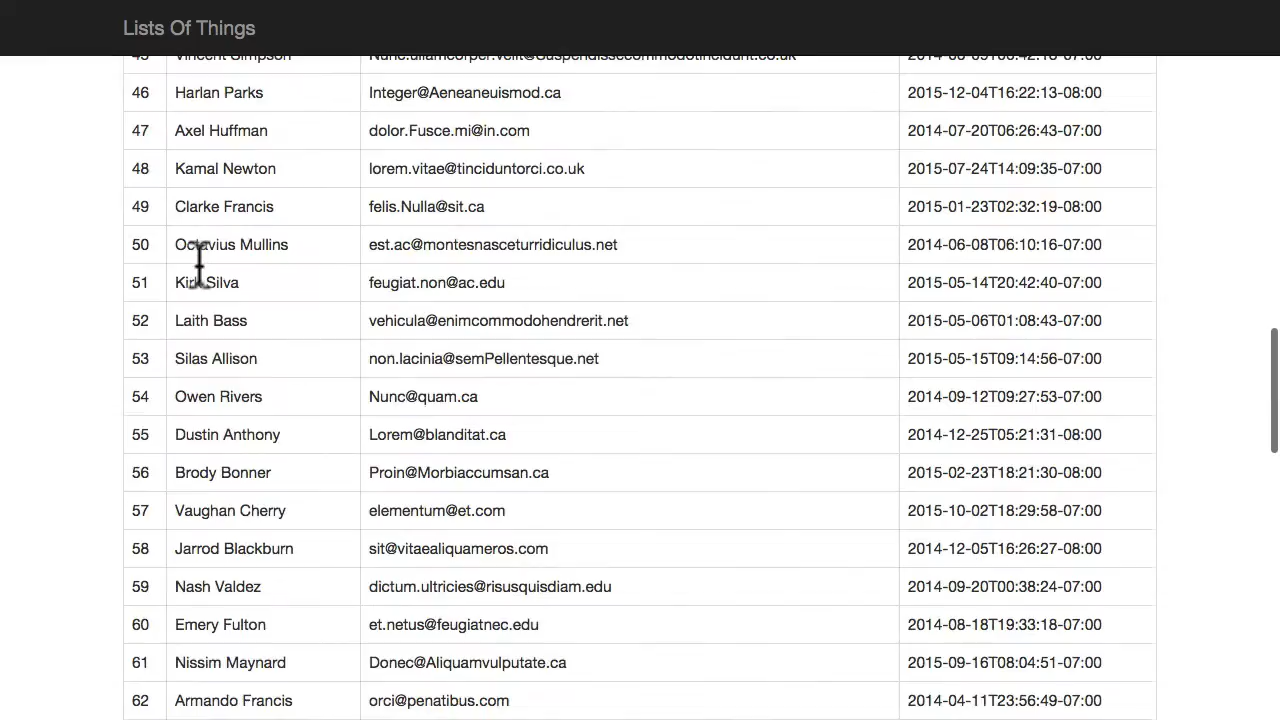 Lists Of Things
46 Harlan Parks Integer@Aeneaneuismod.ca 2015-12-04T16:22:13-08:00
47 Axel Huffman dolor.Fusce.mi@in.com 2014-07-20T06:26:43-07:00
48 Kamal Newton lorem.vitae@tinciduntorci.co.uk 2015-07-24T14:09:35-07:00
49 Clarke Francis felis.Nulla@sit.ca 2015-01-23T02:32:19-08:00
50 Octavius Mullins est.ac@montesnasceturridiculus.net 2014-06-08T06:10:16-07:00
51 Kirk Silva feugiat.non@ac.edu 2015-05-14T20:42:40-07:00
52 Laith Bass vehicula@enimcommodohendrerit.net 2015-05-06T01:08:43-07:00
53 Silas Allison non.lacinia@semPellentesque.net 2015-05-15T09:14:56-07:00
54 Owen Rivers Nunc@quam.ca 2014-09-12T09:27:53-07:00
55 Dustin Anthony Lorem@blanditat.ca 2014-12-25T05:21:31-08:00
56 Brody Bonner Proin@Morbiaccumsan.ca 2015-02-23T18:21:30-08:00
57 Vaughan Cherry elementum@et.com 2015-10-02T18:29:58-07:00
58 Jarrod Blackburn sit@vitaealiquameros.com 2014-12-05T16:26:27-08:00
59 Nash Valdez dictum.ultricies@risusquisdiam.edu 2014-09-20T00:38:24-07:00
60 Emery Fulton et.netus@feugiatnec.edu 2014-08-18T19:33:18-07:00
61 Nissim Maynard Donec@Aliquamvulputate.ca 2015-09-16T08:04:51-07:00
62 Armando Francis orci@penatibus.com 2014-04-11T23:56:49-07:00